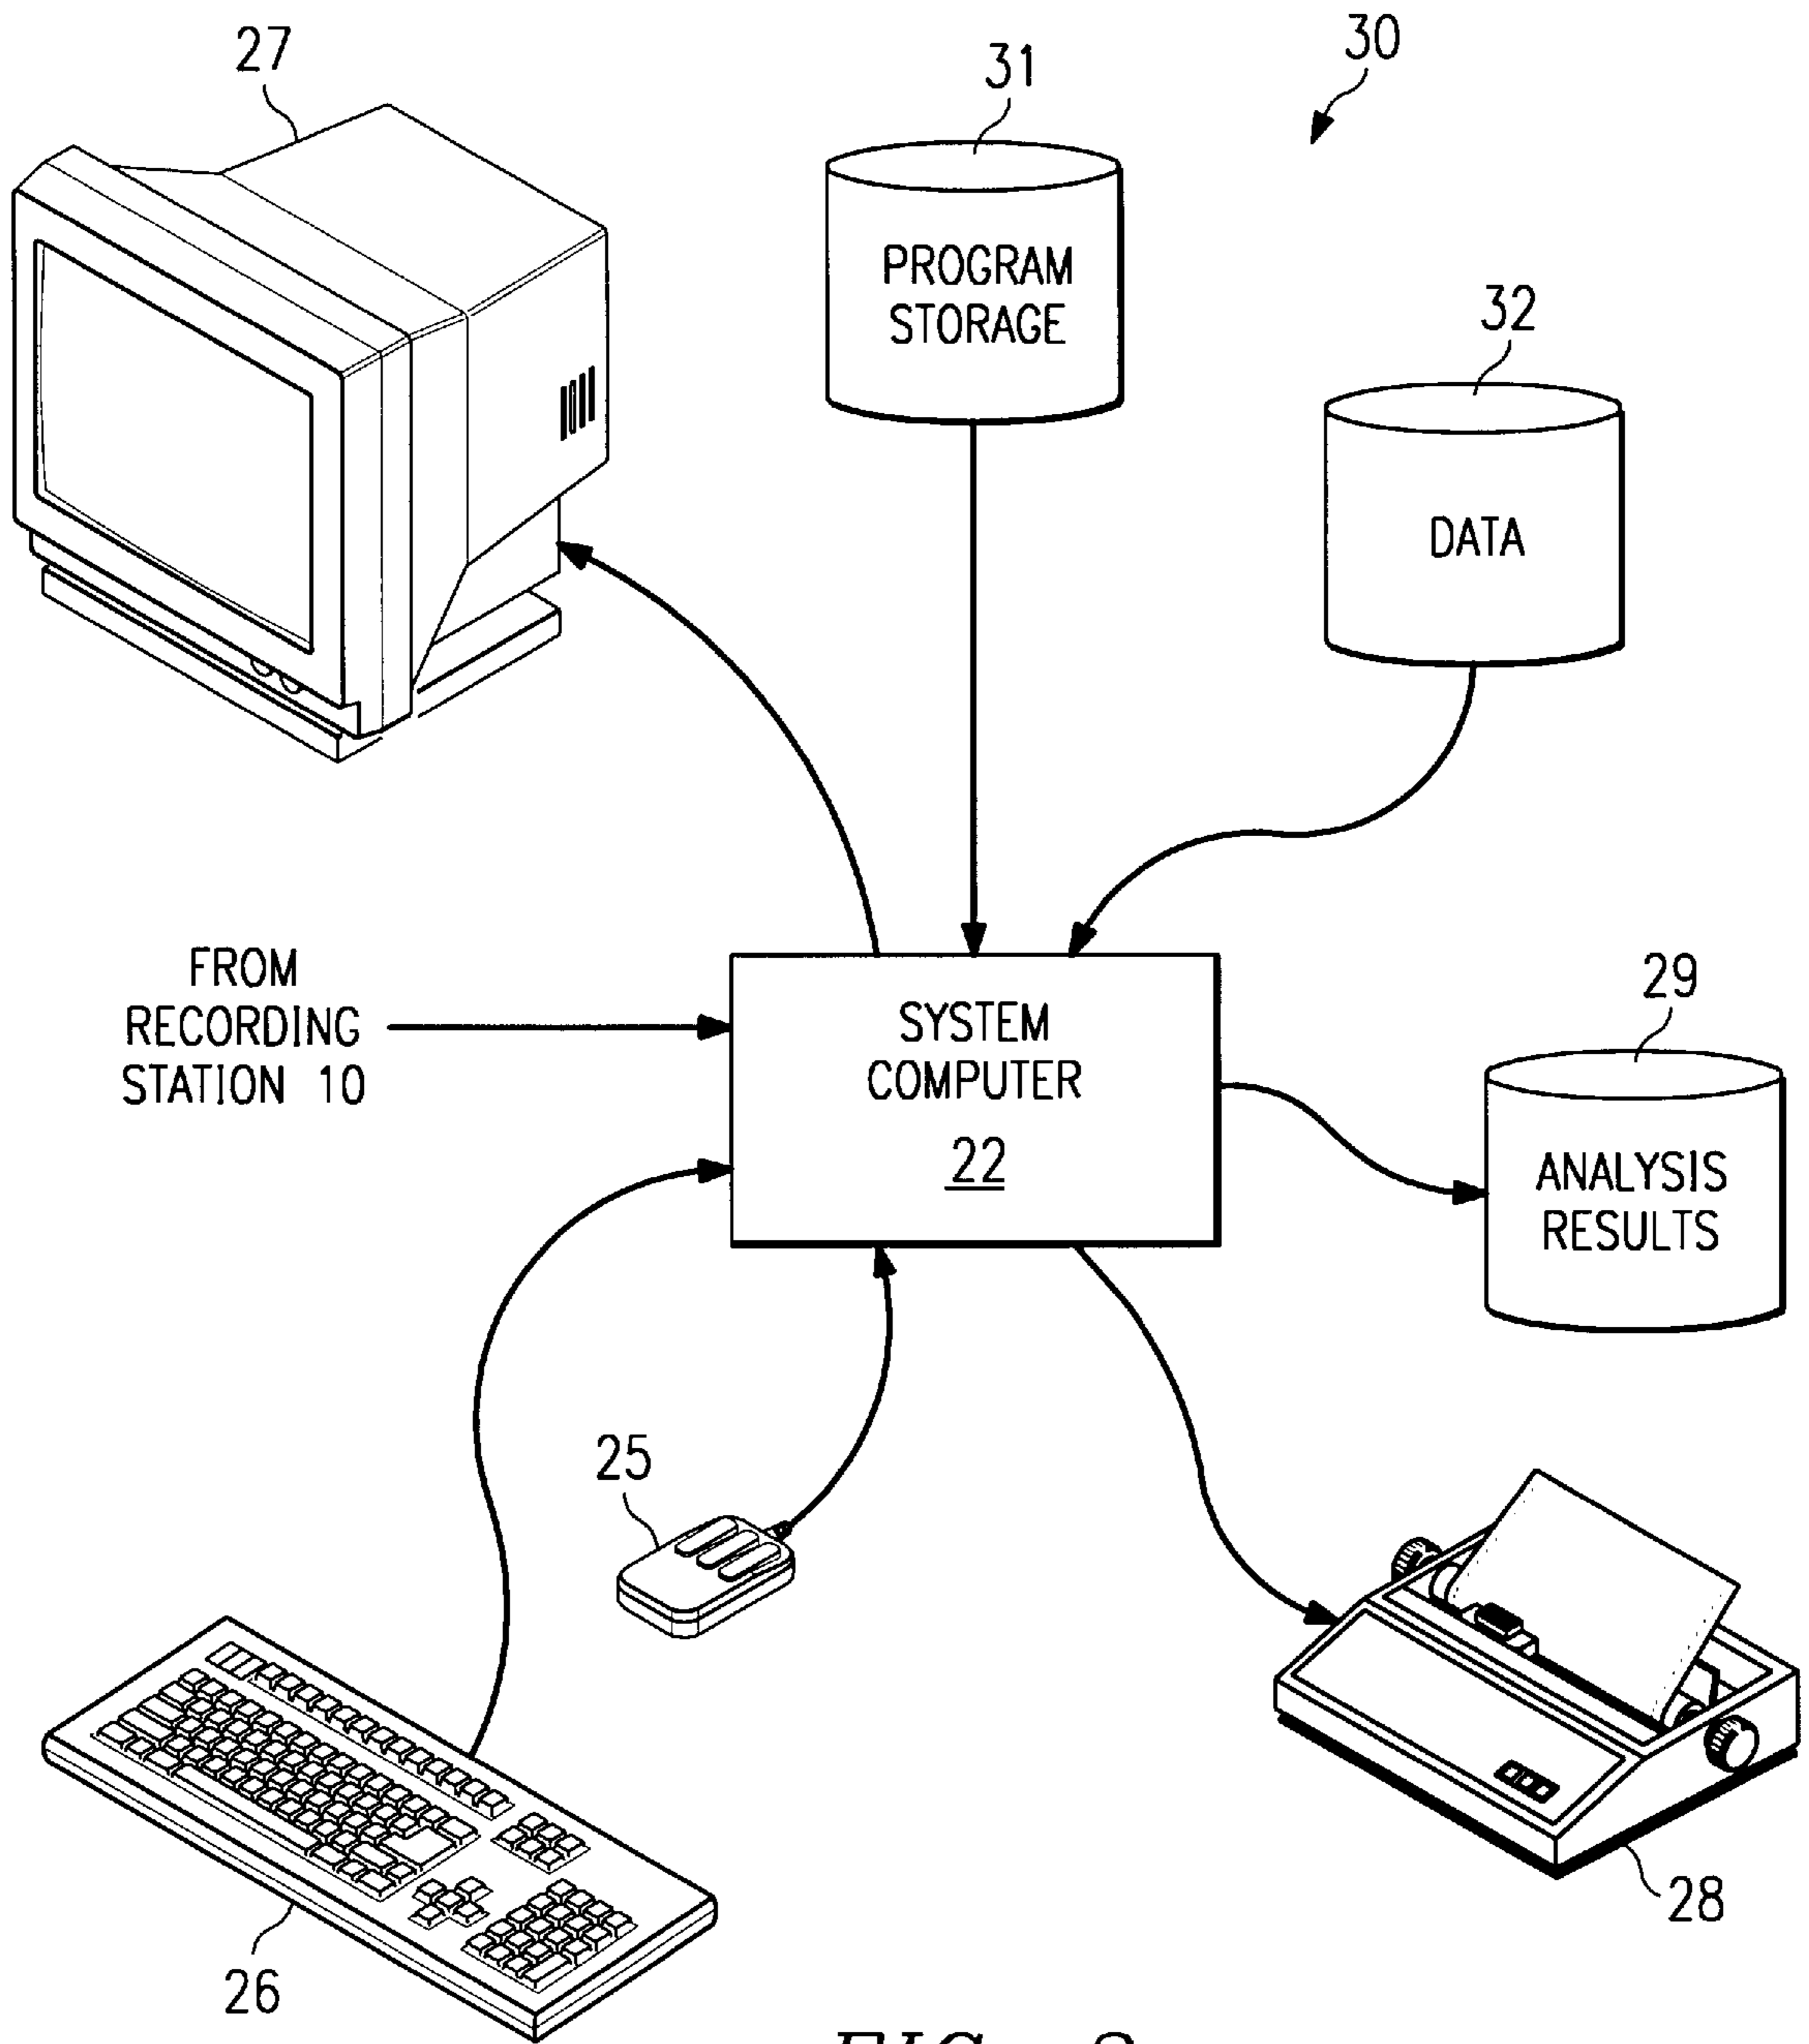 27
31
30
PROGRAM
STORAGE
32
DATA
FROM
RECORDING
STATION 10
SYSTEM
COMPUTER
22
29
ANALYSIS
RESULTS
25
26
28
FIG.